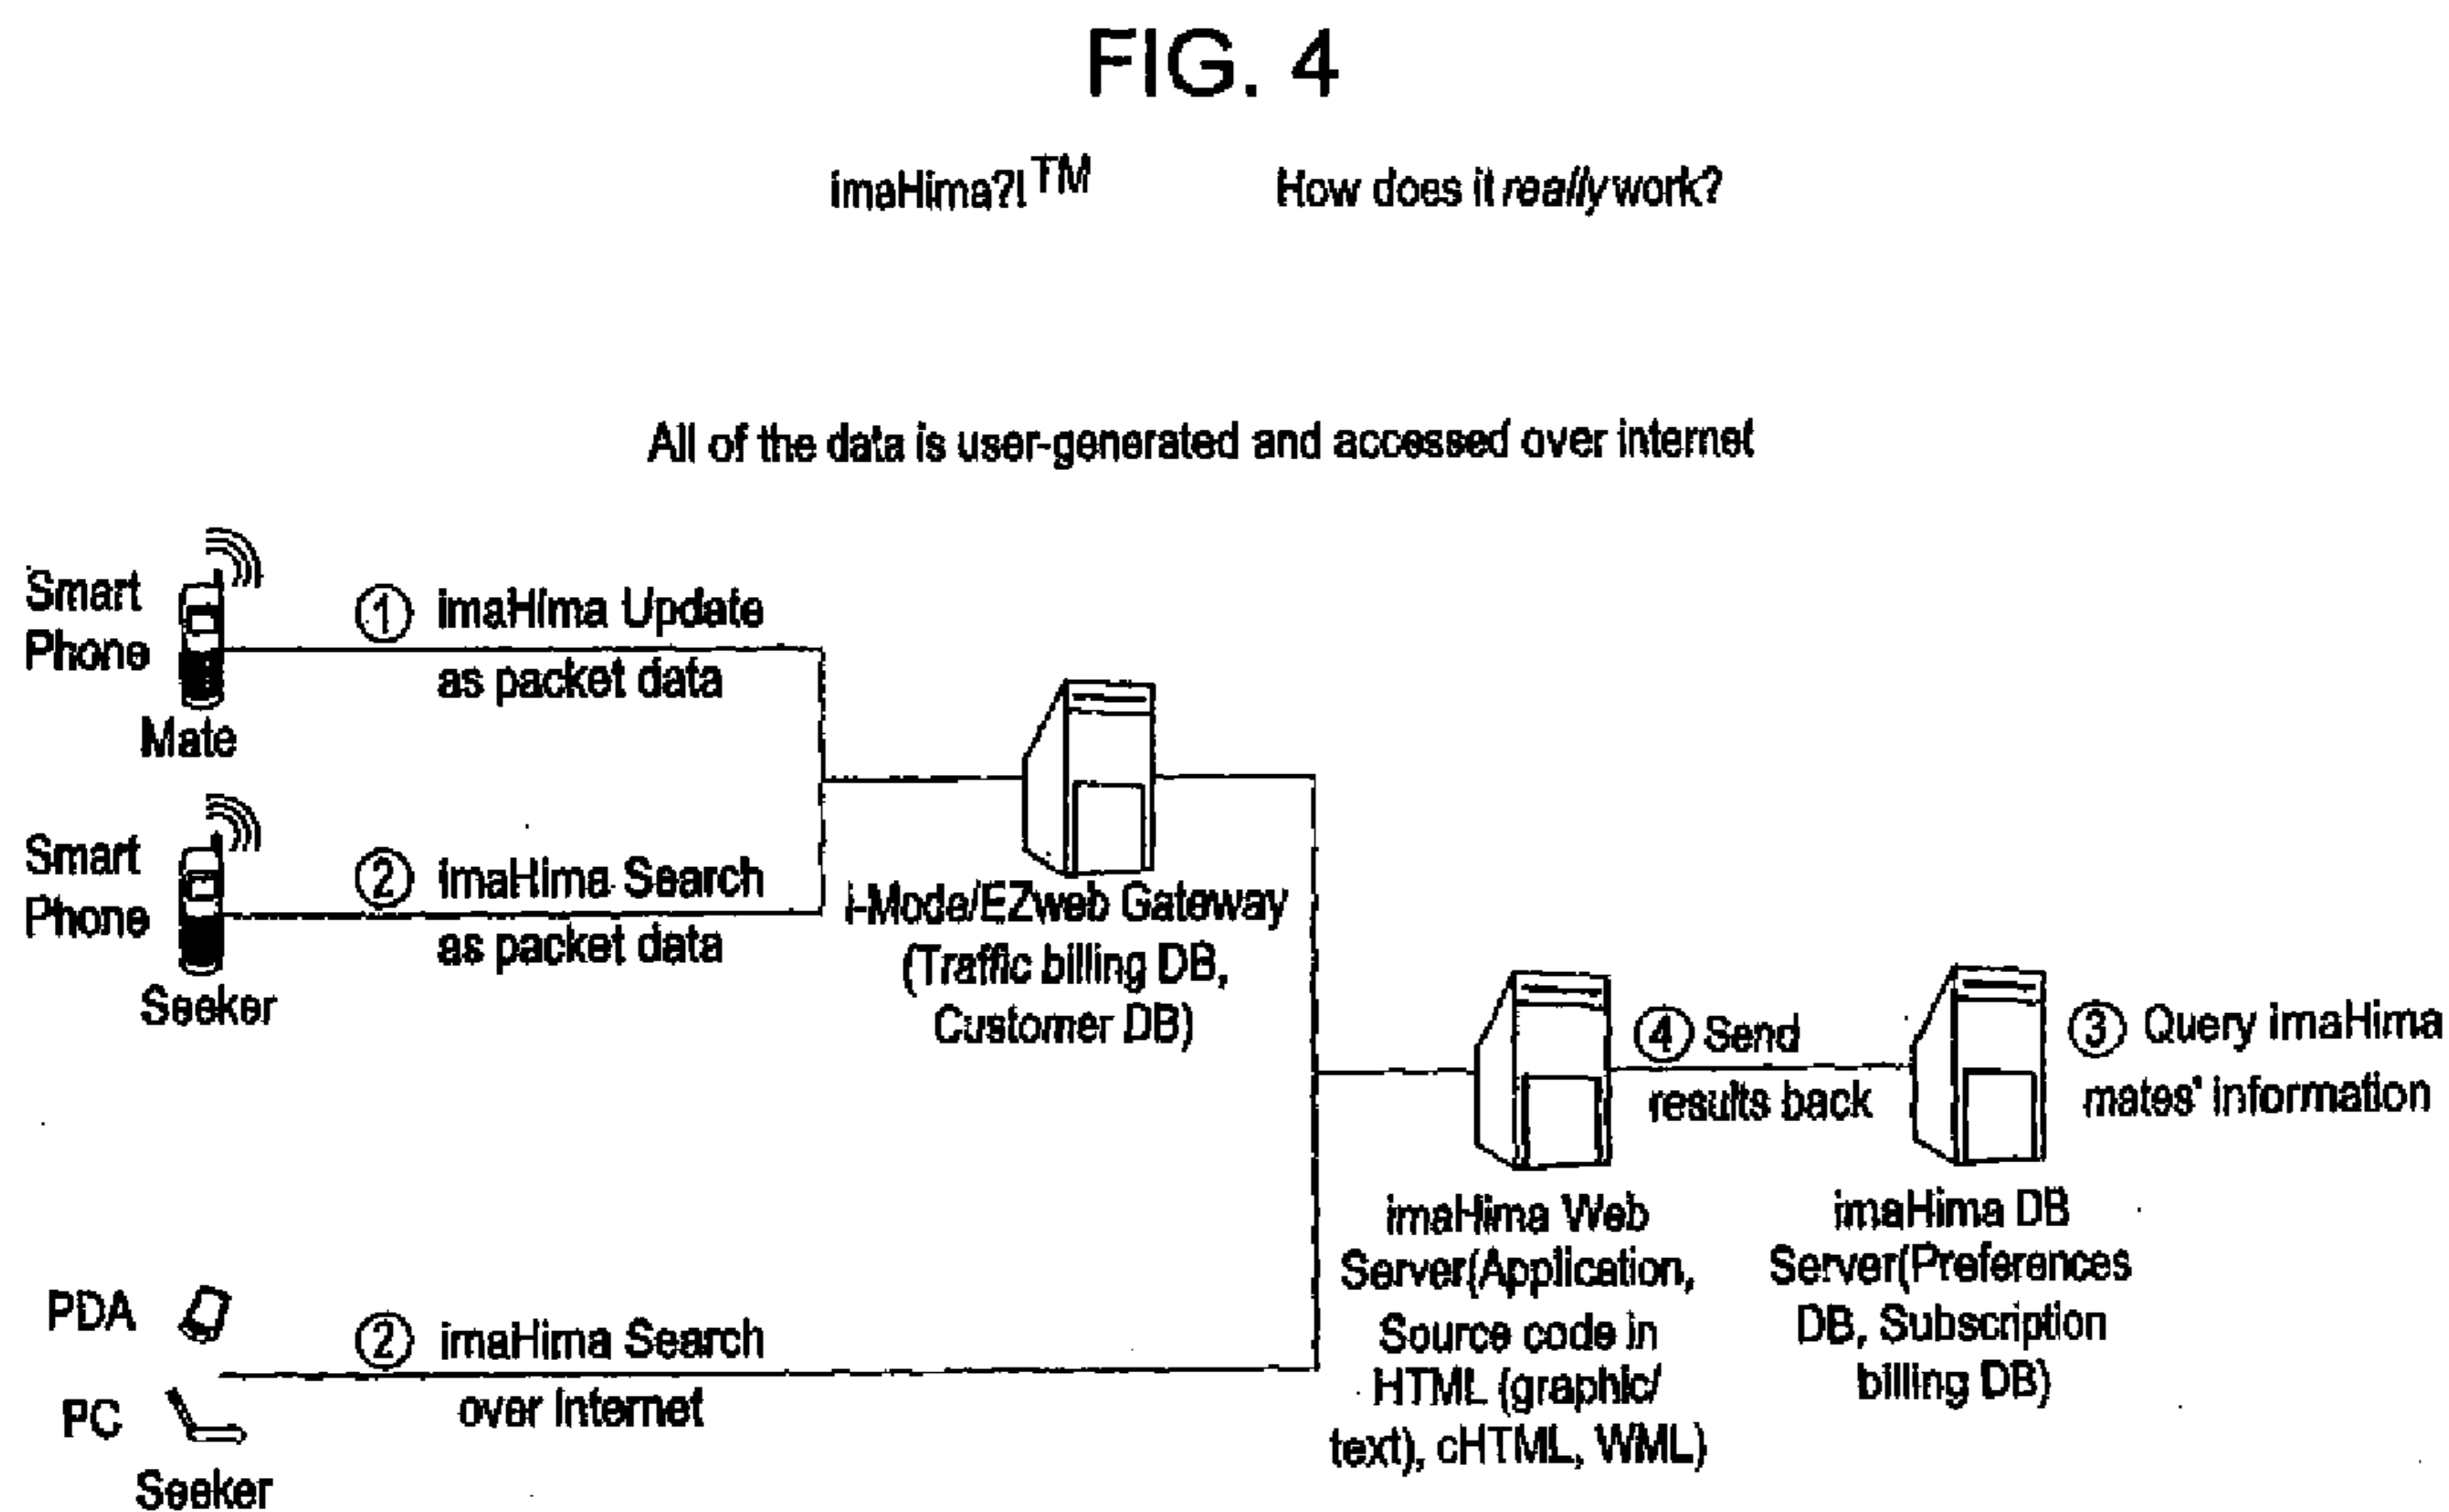 FIG. 4
imaHima?! TM How does it really work?
All of the data is user-generated and accessed over internet
Smart
Phone
① imaHima Update
as packet data
Mate
Smart
Phone
② imaHima Search
as packet data
Seeker
i-Mode/EZweb Gateway
(Traffic billing DB,
Customer DB)
④ Send
results back
③ Query imaHima
mates' information
imaHima Web
Server(Application,
Source code in
HTML (graphic/
text), cHTML, WML)
imaHima DB
Server(Preferences
DB, Subscription
billing DB)
PDA
② imaHima Search
over Internet
PC
Seeker